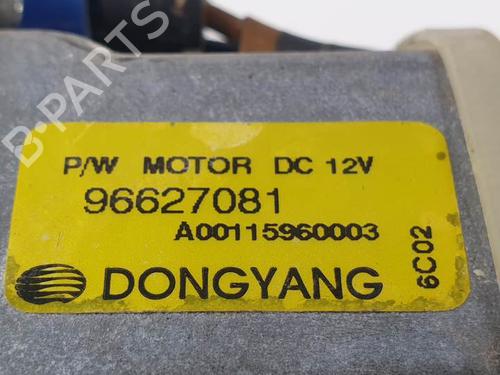 P/W MOTOR DC 12V
96627081
A00115960003
DONGYANG
6C02
B-PARTS